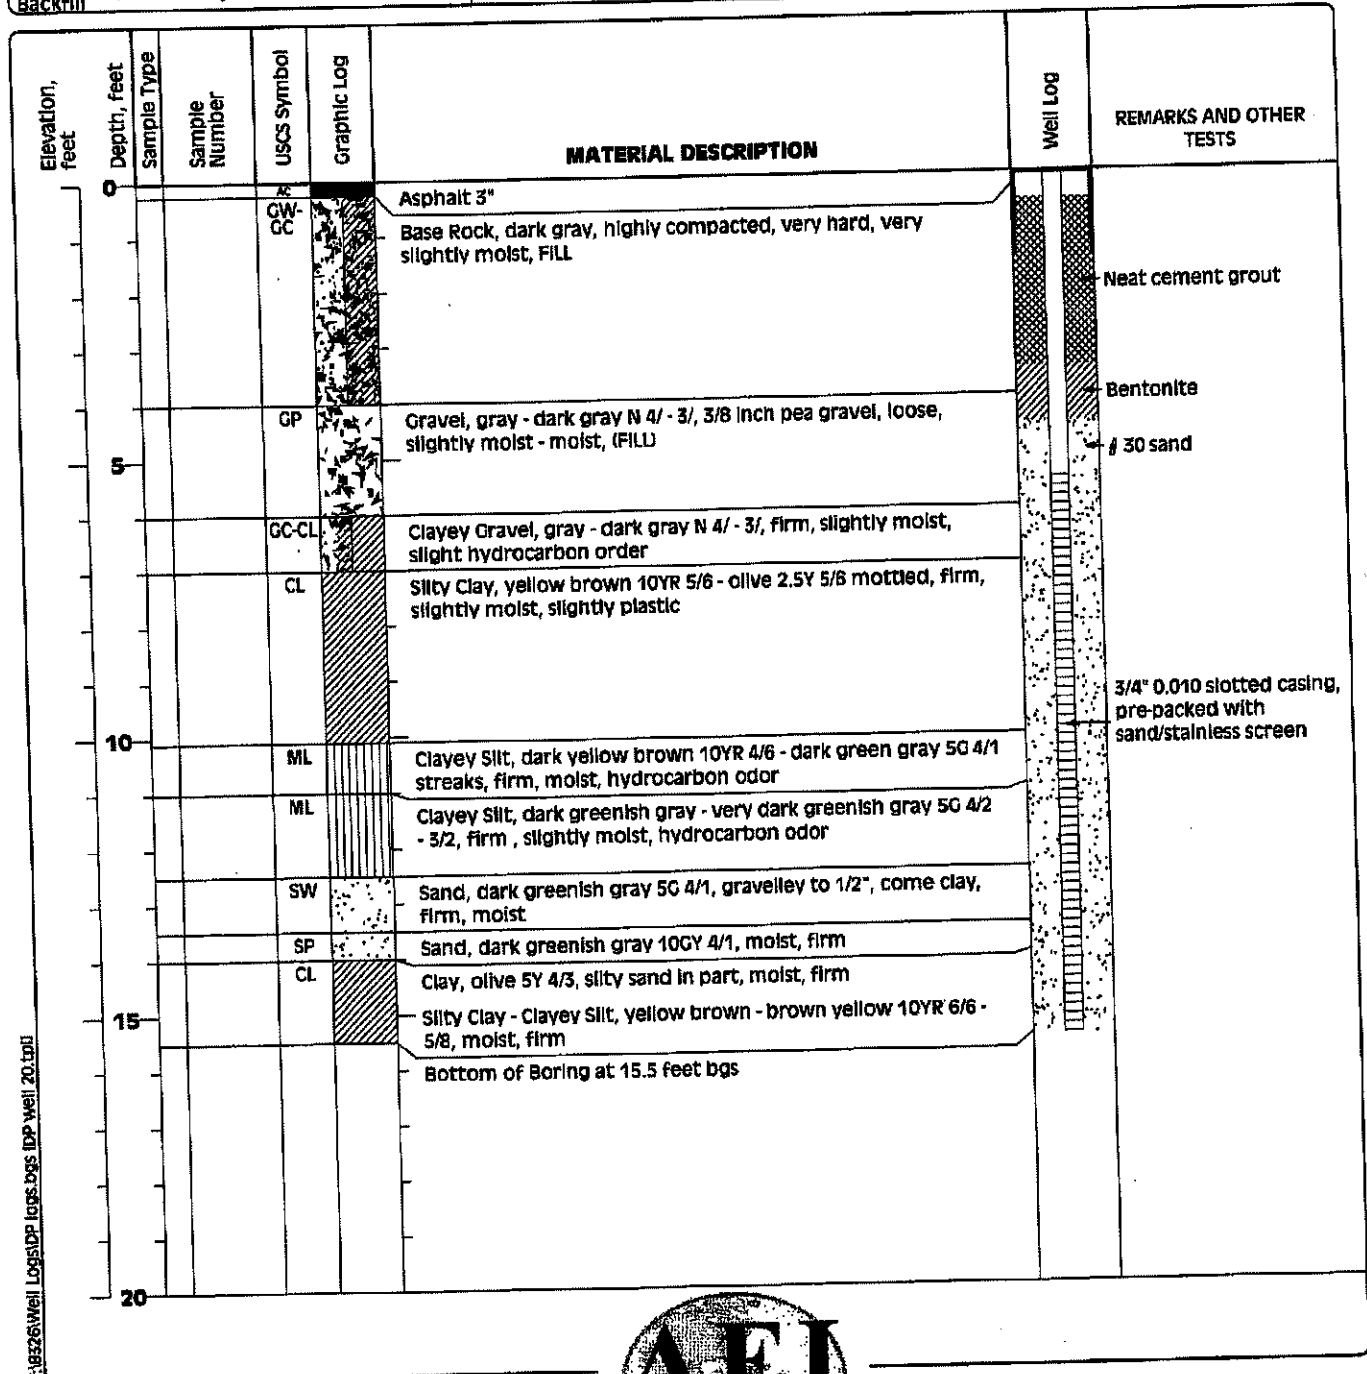 Backfill
Elevation,
feet
Depth, feet
Sample Type
Sample
Number
USCS Symbol
Graphic Log
MATERIAL DESCRIPTION
Well Log
REMARKS AND OTHER
TESTS
0
AC
Asphalt 3"
GW-
GC
Base Rock, dark gray, highly compacted, very hard, very
slightly moist, FILL
Neat cement grout
Bentonite
GP
Gravel, gray - dark gray N 4/ - 3/, 3/8 inch pea gravel, loose,
slightly moist - moist, (FILL)
# 30 sand
5
GC-CL
Clayey Gravel, gray - dark gray N 4/ - 3/, firm, slightly moist,
slight hydrocarbon order
CL
Silty Clay, yellow brown 10YR 5/6 - olive 2.5Y 5/6 mottled, firm,
slightly moist, slightly plastic
3/4" 0.010 slotted casing,
pre-packed with
sand/stainless screen
10
ML
Clayey Silt, dark yellow brown 10YR 4/6 - dark green gray 5G 4/1
streaks, firm, moist, hydrocarbon odor
ML
Clayey Silt, dark greenish gray - very dark greenish gray 5G 4/2
- 3/2, firm , slightly moist, hydrocarbon odor
SW
Sand, dark greenish gray 5G 4/1, gravelley to 1/2", come clay,
firm, moist
SP
Sand, dark greenish gray 10GY 4/1, moist, firm
CL
Clay, olive 5Y 4/3, silty sand in part, moist, firm
15
Silty Clay - Clayey Silt, yellow brown - brown yellow 10YR 6/6 -
5/8, moist, firm
Bottom of Boring at 15.5 feet bgs
20
\8326\Well Logs\DP logs.bgs [DP well 20.tpl]
AEI